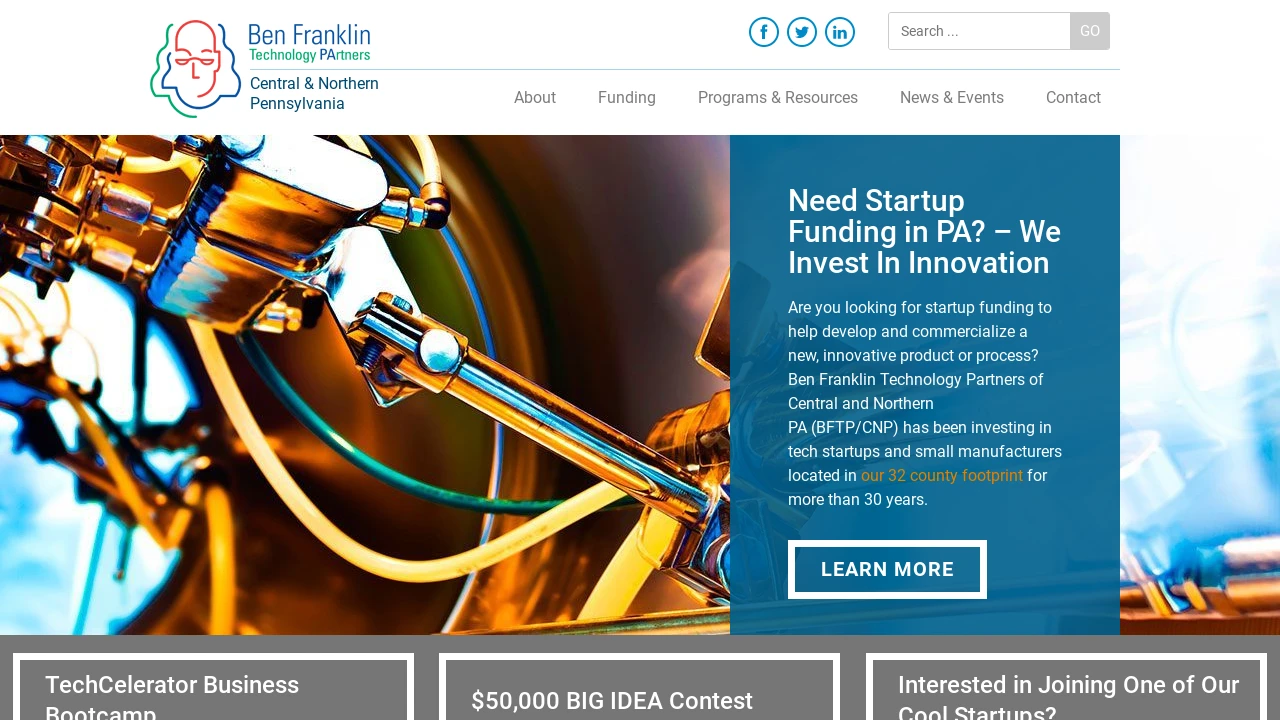 Ben Franklin
Technology PArtners
Central & Northern
Pennsylvania
Search ...
GO
About
Funding
Programs & Resources
News & Events
Contact
Need Startup
Funding in PA? – We
Invest In Innovation
Are you looking for startup funding to
help develop and commercialize a
new, innovative product or process?
Ben Franklin Technology Partners of
Central and Northern
PA (BFTP/CNP) has been investing in
tech startups and small manufacturers
located in our 32 county footprint for
more than 30 years.
LEARN MORE
TechCelerator Business
Bootcamp
$50,000 BIG IDEA Contest
Interested in Joining One of Our
Cool Startups?